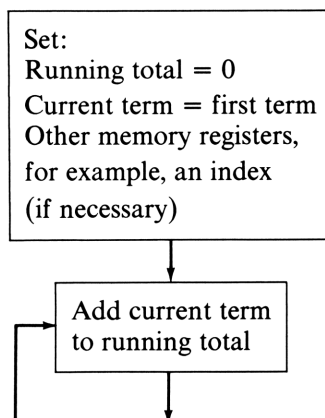 Set:
Running total = 0
Current term = first term
Other memory registers,
for example, an index
(if necessary)
Add current term
to running total